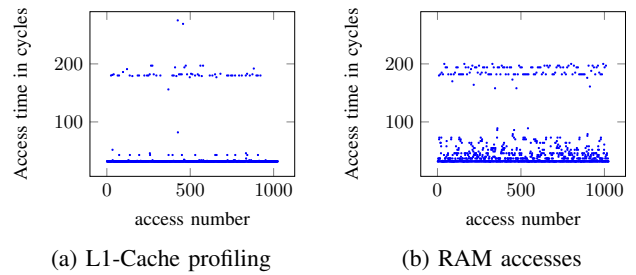 Access time in cycles
200
100
0
500
1000
access number
(a) L1-Cache profiling
Access time in cycles
200
100
0
500
1000
access number
(b) RAM accesses